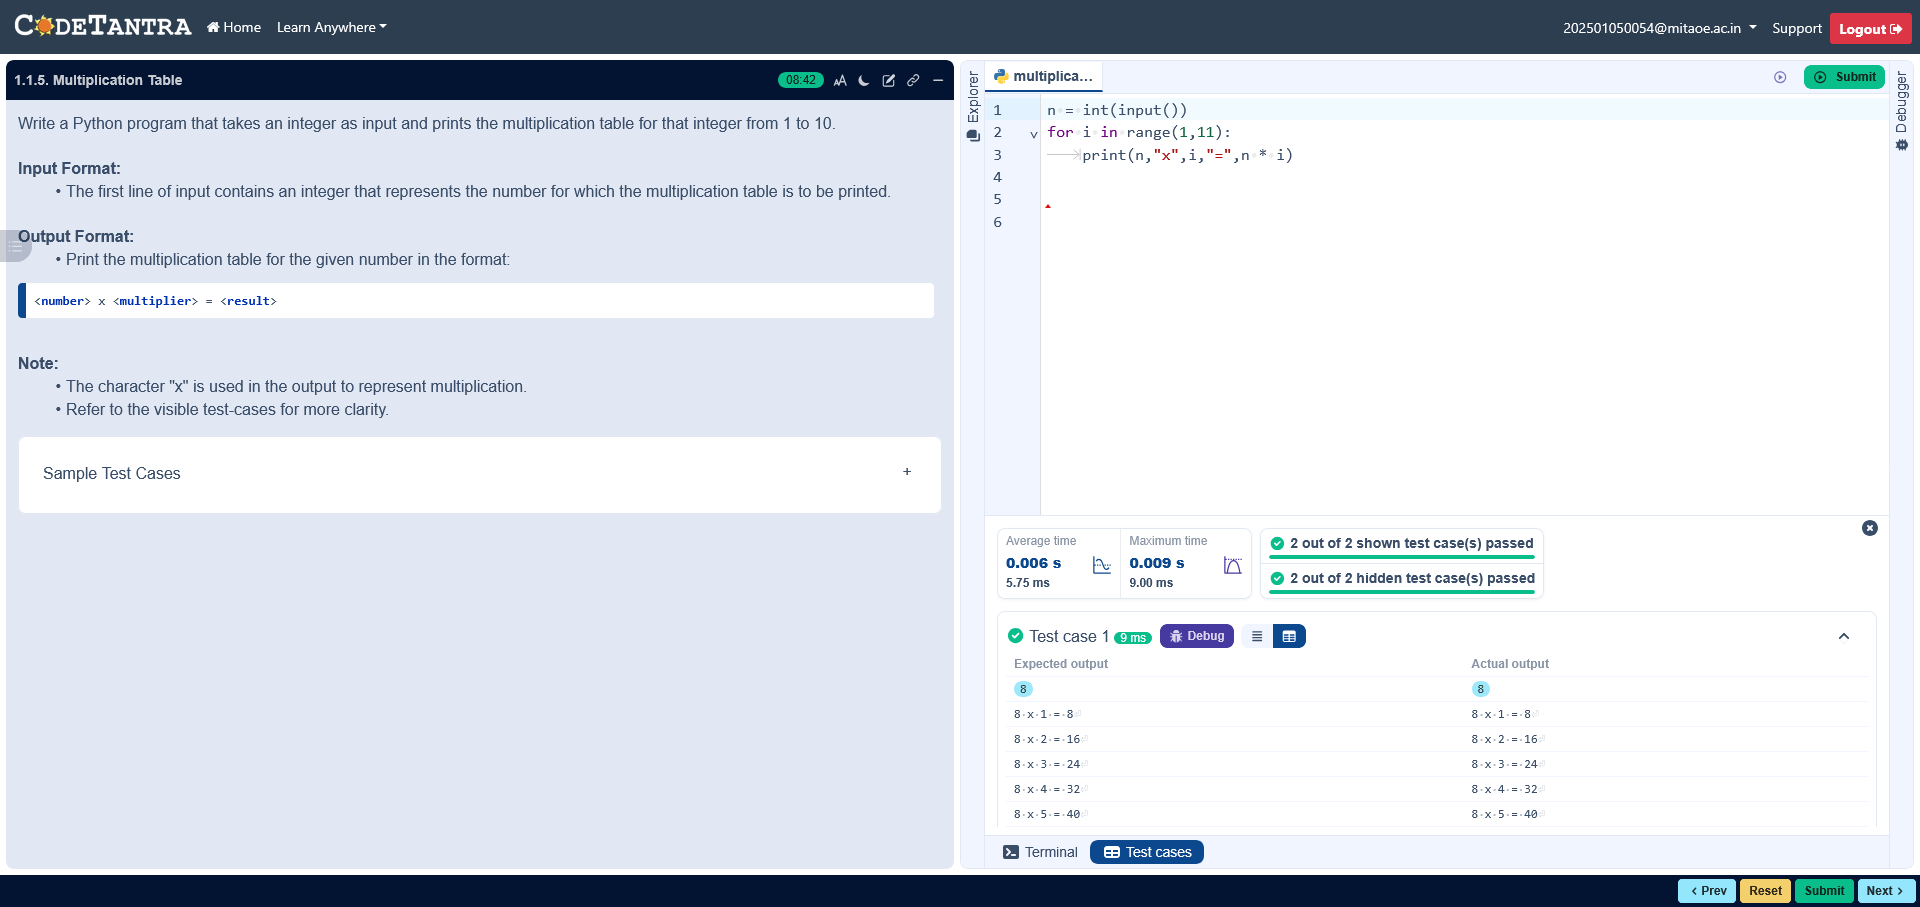 CODETANTRA Home Learn Anywhere 202501050054@mitaoe.ac.in Support Logout
1.1.5. Multiplication Table 08:42
Write a Python program that takes an integer as input and prints the multiplication table for that integer from 1 to 10.
Input Format:
• The first line of input contains an integer that represents the number for which the multiplication table is to be printed.
Output Format:
• Print the multiplication table for the given number in the format:
<number> x <multiplier> = <result>
Note:
• The character "x" is used in the output to represent multiplication.
• Refer to the visible test-cases for more clarity.
Sample Test Cases +
Explorer
multiplica...
Submit
Debugger
1 n = int(input())
2 for i in range(1,11):
3 print(n,"x",i,"=",n * i)
4
5
6
Average time
0.006 s
5.75 ms
Maximum time
0.009 s
9.00 ms
2 out of 2 shown test case(s) passed
2 out of 2 hidden test case(s) passed
Test case 1 9 ms Debug
Expected output Actual output
8 8
8 x 1 = 8 8 x 1 = 8
8 x 2 = 16 8 x 2 = 16
8 x 3 = 24 8 x 3 = 24
8 x 4 = 32 8 x 4 = 32
8 x 5 = 40 8 x 5 = 40
Terminal Test cases
< Prev Reset Submit Next >